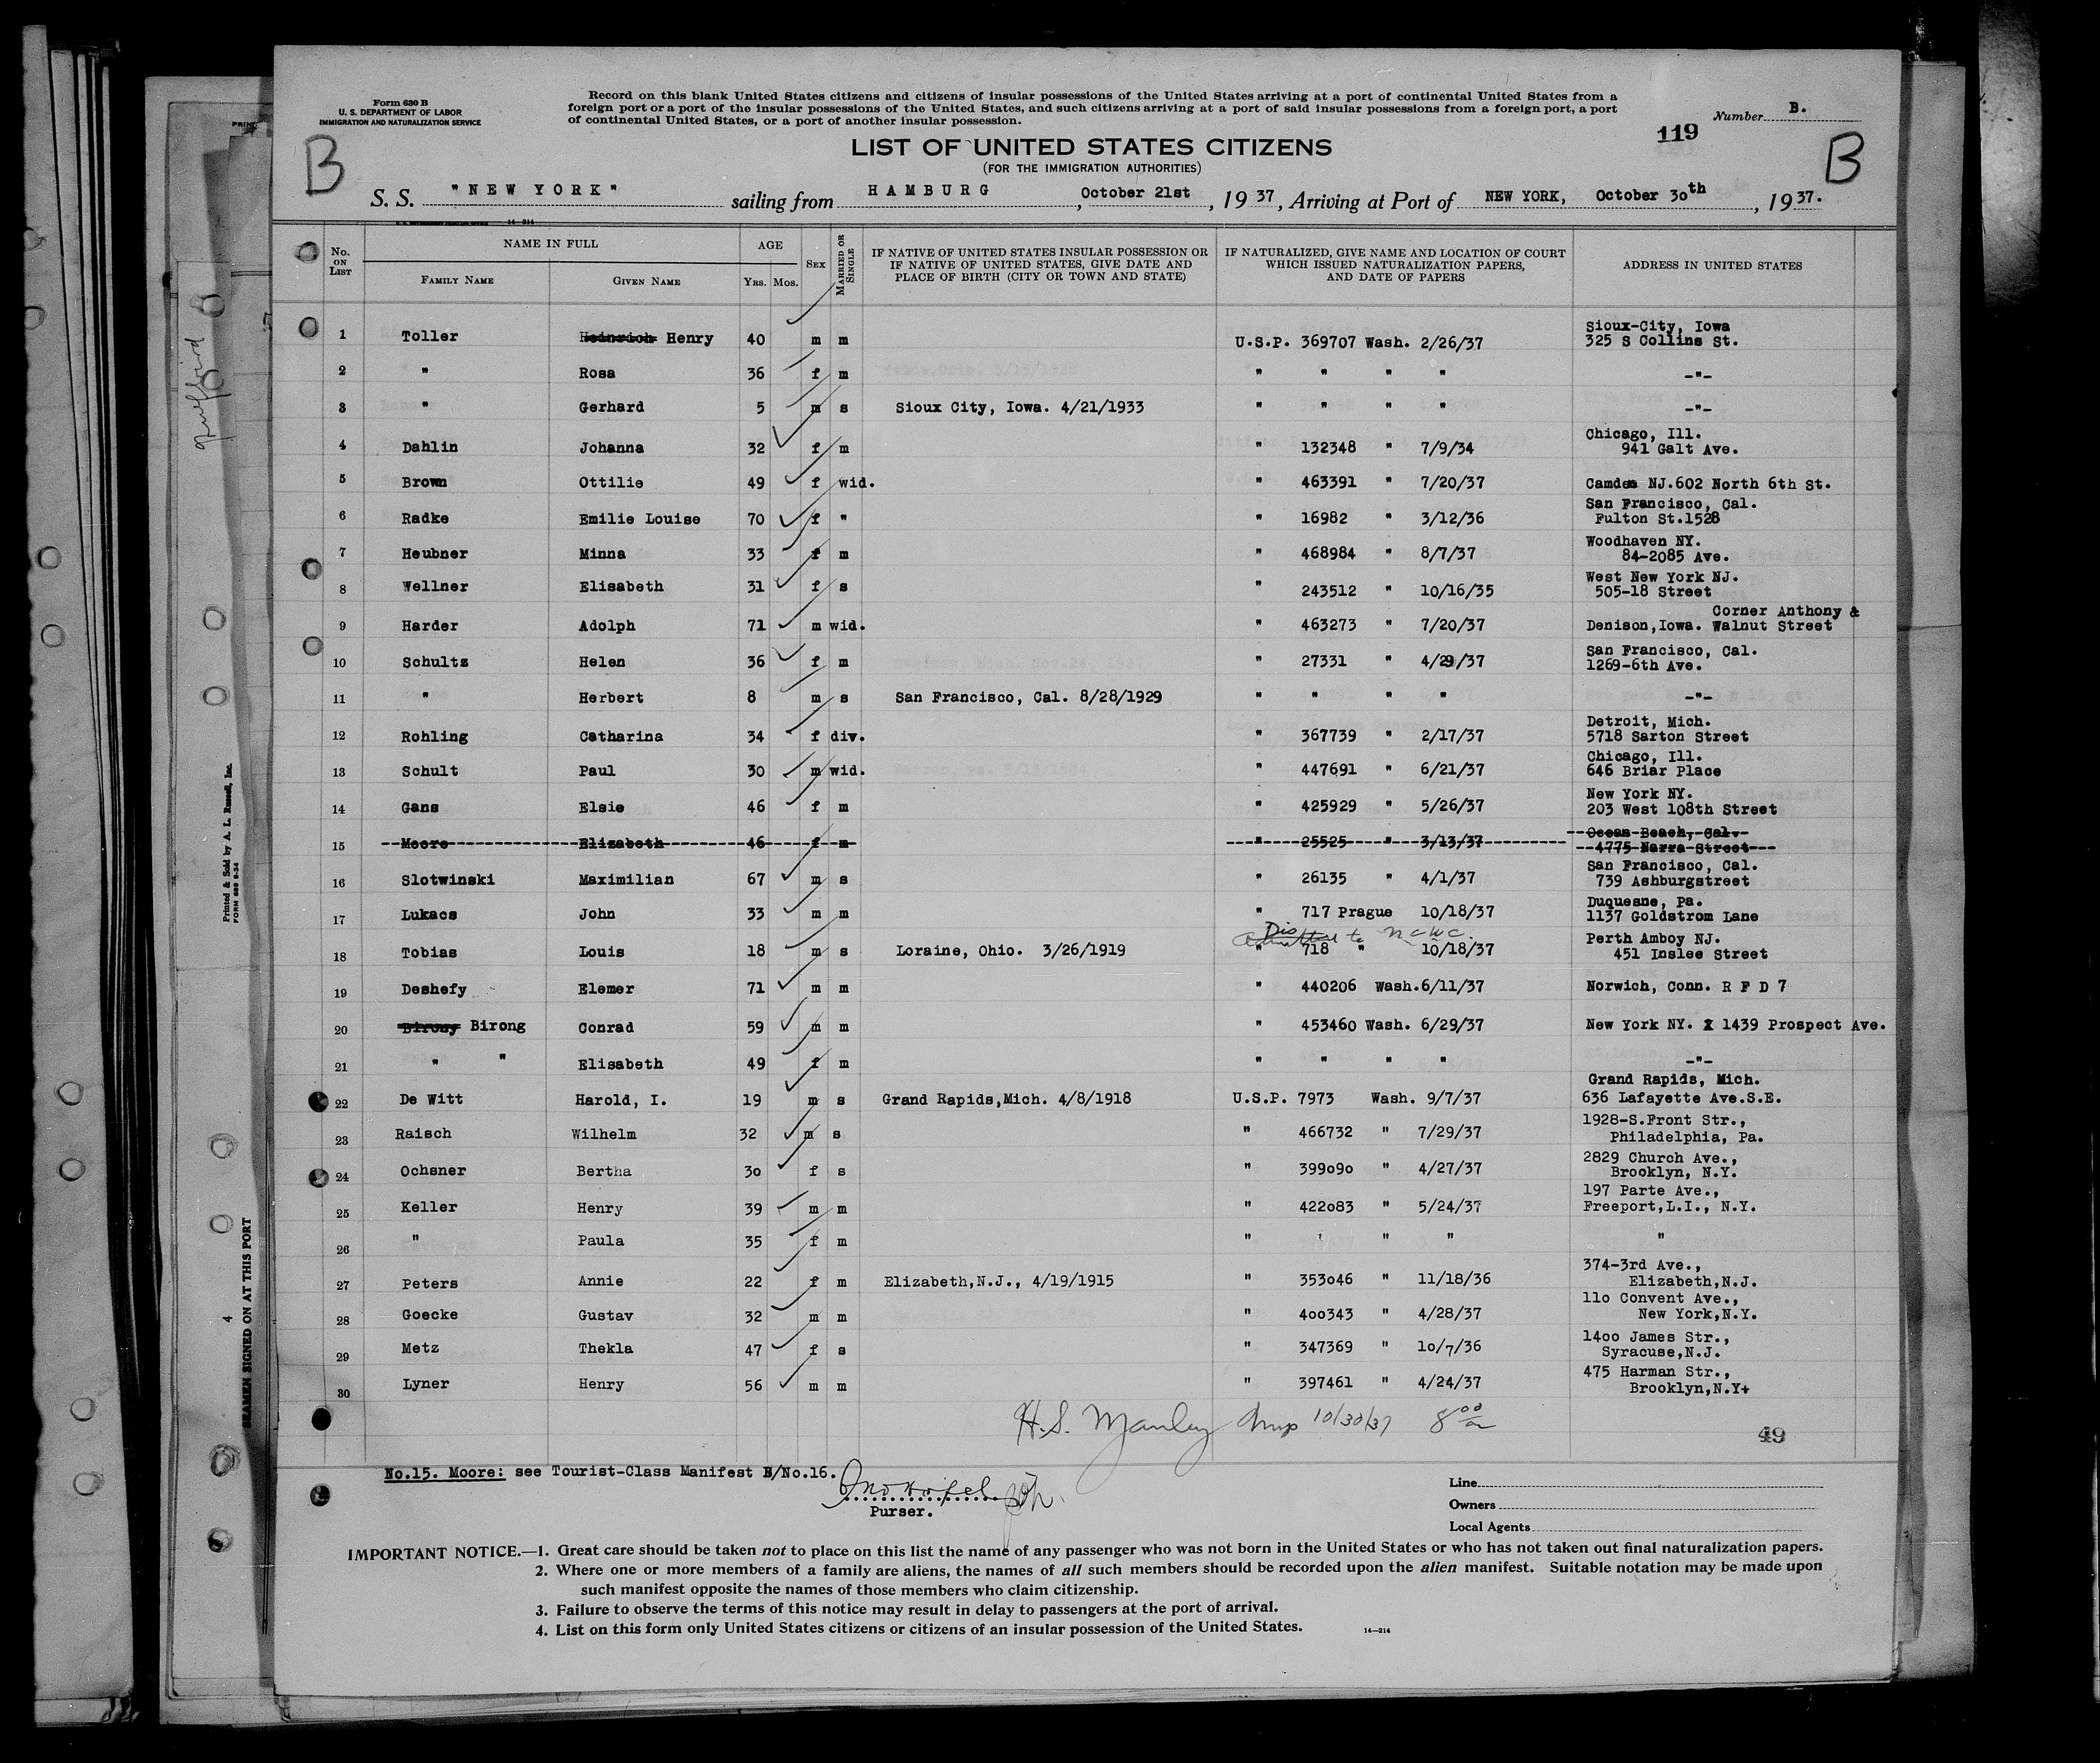 Form 630 B
U. S. DEPARTMENT OF LABOR
IMMIGRATION AND NATURALIZATION SERVICE
Record on this blank United States citizens and citizens of insular possessions of the United States arriving at a port of continental United States from a
foreign port or a port of the insular possessions of the United States, and such citizens arriving at a port of said insular possessions from a foreign port, a port
of continental United States, or a port of another insular possession.
Number B.
119
B
B
LIST OF UNITED STATES CITIZENS
(FOR THE IMMIGRATION AUTHORITIES)
S. S. "NEW YORK" sailing from HAMBURG, October 21st, 1937, Arriving at Port of NEW YORK, October 30th, 1937.
No. ON LIST
NAME IN FULL
FAMILY NAME
GIVEN NAME
AGE
YRS.
MOS.
SEX
MARRIED OR SINGLE
IF NATIVE OF UNITED STATES INSULAR POSSESSION OR
IF NATIVE OF UNITED STATES, GIVE DATE AND
PLACE OF BIRTH (CITY OR TOWN AND STATE)
IF NATURALIZED, GIVE NAME AND LOCATION OF COURT
WHICH ISSUED NATURALIZATION PAPERS,
AND DATE OF PAPERS
ADDRESS IN UNITED STATES
1 Toller Heinrich Henry 40 m m U.S.P. 369707 Wash. 2/26/37 Sioux-City, Iowa
325 S Collins St.
2 " Rosa 36 f m " " " " -"-
3 " Gerhard 5 m s Sioux City, Iowa. 4/21/1933 " " " " -"-
4 Dahlin Johanna 32 f m " 132348 " 7/9/34 Chicago, Ill.
941 Galt Ave.
5 Brown Ottilie 49 f wid. " 463391 " 7/20/37 Camden NJ.602 North 6th St.
6 Radke Emilie Louise 70 f " " 16982 " 3/12/36 San Francisco, Cal.
Fulton St.1528
7 Heubner Minna 33 f m " 468984 " 8/7/37 Woodhaven NY.
84-2085 Ave.
8 Wellner Elisabeth 31 f s " 243512 " 10/16/35 West New York NJ.
505-18 Street
9 Harder Adolph 71 m wid. " 463273 " 7/20/37 Corner Anthony &
Denison,Iowa. Walnut Street
10 Schultz Helen 36 f m " 27331 " 4/29/37 San Francisco, Cal.
1269-6th Ave.
11 " Herbert 8 m s San Francisco, Cal. 8/28/1929 " " " " -"-
12 Rohling Catharina 34 f div. " 367739 " 2/17/37 Detroit, Mich.
5718 Sarton Street
13 Schult Paul 30 m wid. " 447691 " 6/21/37 Chicago, Ill.
646 Briar Place
14 Gans Elsie 46 f m " 425929 " 5/26/37 New York NY.
203 West 108th Street
15 Moore Elizabeth 46 f m " 25525 " 3/13/37 Ocean Beach, Cal.
4775 Narra Street
16 Slotwinski Maximilian 67 m s " 26135 " 4/1/37 San Francisco, Cal.
739 Ashburgstreet
17 Lukacs John 33 m m " 717 Prague 10/18/37 Duquesne, Pa.
1137 Goldstrom Lane
Dis
admitted to NCWC.
18 Tobias Louis 18 m s Loraine, Ohio. 3/26/1919 " 718 " 10/18/37 Perth Amboy NJ.
451 Inslee Street
19 Deshefy Elemer 71 m m " 440206 Wash.6/11/37 Norwich, Conn. R F D 7
20 Birony Birong Conrad 59 m m " 453460 Wash. 6/29/37 New York NY. 1439 Prospect Ave.
21 " " Elisabeth 49 f m " " " " -"-
22 De Witt Harold, I. 19 m s Grand Rapids,Mich. 4/8/1918 U.S.P. 7973 Wash. 9/7/37 Grand Rapids, Mich.
636 Lafayette Ave.S.E.
23 Raisch Wilhelm 32 m s " 466732 " 7/29/37 1928-S.Front Str.,
Philadelphia, Pa.
24 Ochsner Bertha 30 f s " 399090 " 4/27/37 2829 Church Ave.,
Brooklyn, N.Y.
25 Keller Henry 39 m m " 422083 " 5/24/37 197 Parte Ave.,
Freeport,L.I., N.Y.
26 " Paula 35 f m " ' " " "
27 Peters Annie 22 f m Elizabeth,N.J., 4/19/1915 " 353046 " 11/18/36 374-3rd Ave.,
Elizabeth,N.J.
28 Goecke Gustav 32 m m " 400343 " 4/28/37 110 Convent Ave.,
New York,N.Y.
29 Metz Thekla 47 f s " 347369 " 10/7/36 1400 James Str.,
Syracuse,N.J.
30 Lyner Henry 56 m m " 397461 " 4/24/37 475 Harman Str.,
Brooklyn,N.Y+
H.S. Manley Insp 10/30/37 8 00
49
No.15. Moore: see Tourist-Class Manifest B/No.16.
Purser.
Line
Owners
Local Agents
IMPORTANT NOTICE.—1. Great care should be taken not to place on this list the name of any passenger who was not born in the United States or who has not taken out final naturalization papers.
2. Where one or more members of a family are aliens, the names of all such members should be recorded upon the alien manifest. Suitable notation may be made upon
such manifest opposite the names of those members who claim citizenship.
3. Failure to observe the terms of this notice may result in delay to passengers at the port of arrival.
4. List on this form only United States citizens or citizens of an insular possession of the United States.
14—214
Printed & Sold by A. L. Russell, Inc.
FORM 689 9-34
4
SEAMEN SIGNED ON AT THIS PORT